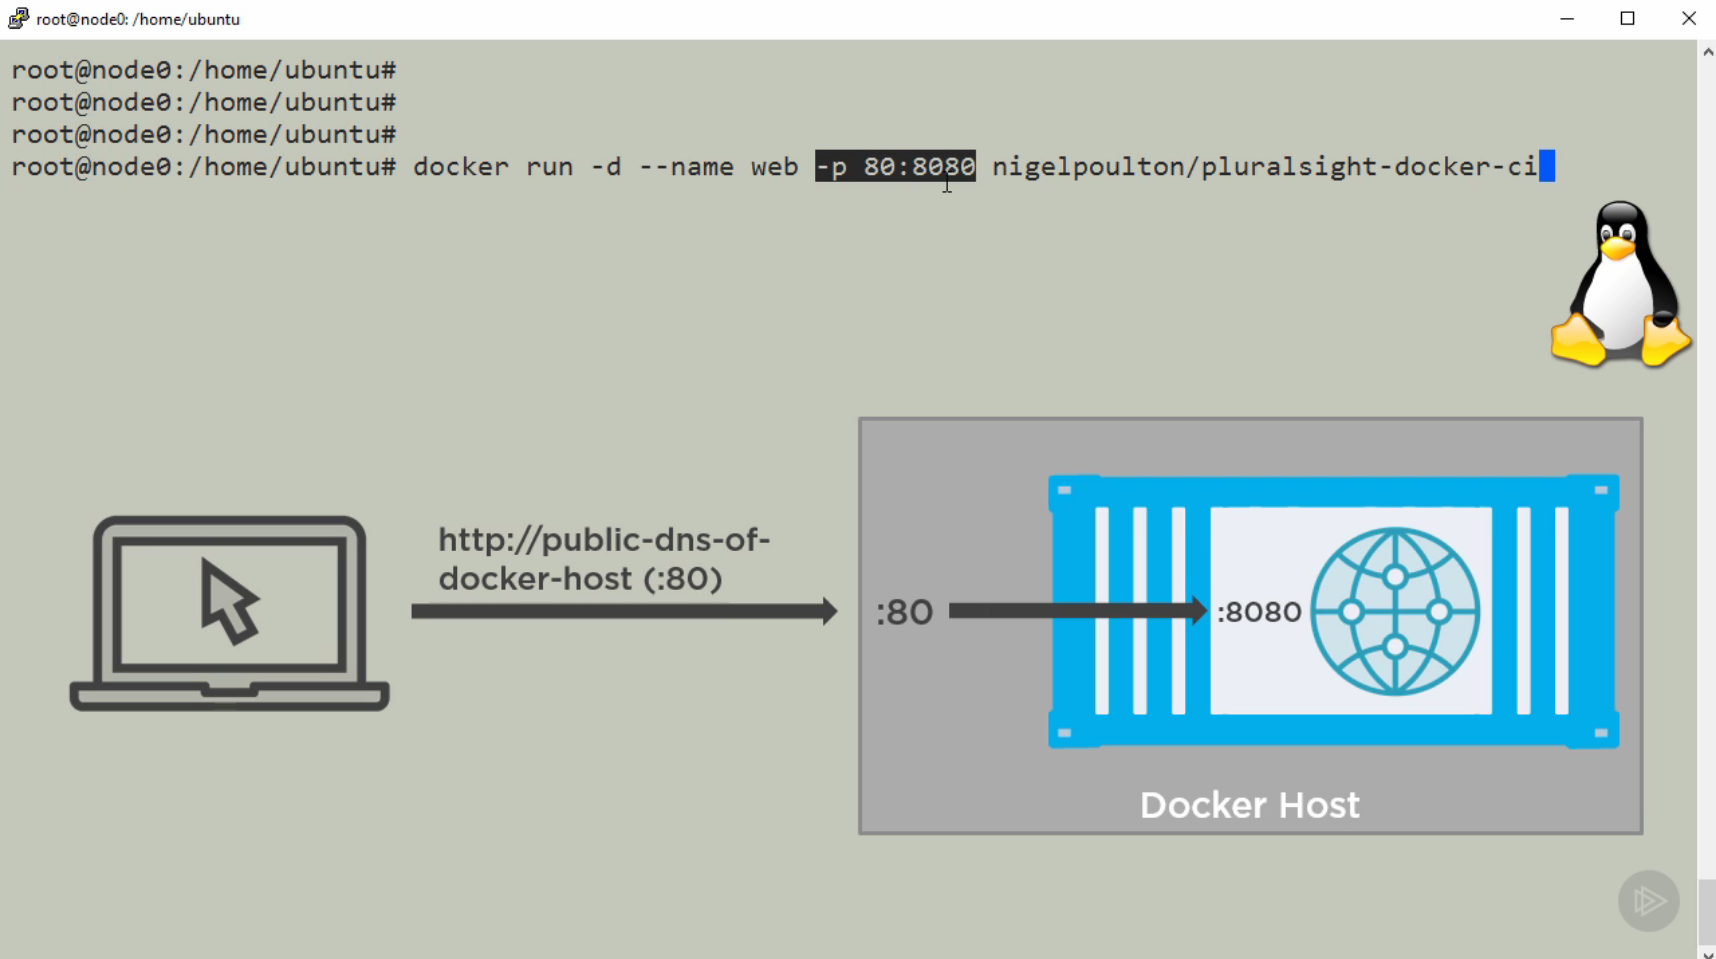 root@node0: /home/ubuntu
root@node0:/home/ubuntu#
root@node0:/home/ubuntu#
root@node0:/home/ubuntu#
root@node0:/home/ubuntu# docker run -d --name web -p 80:8080 nigelpoulton/pluralsight-docker-ci
http://public-dns-of-
docker-host (:80)
:80
:8080
Docker Host